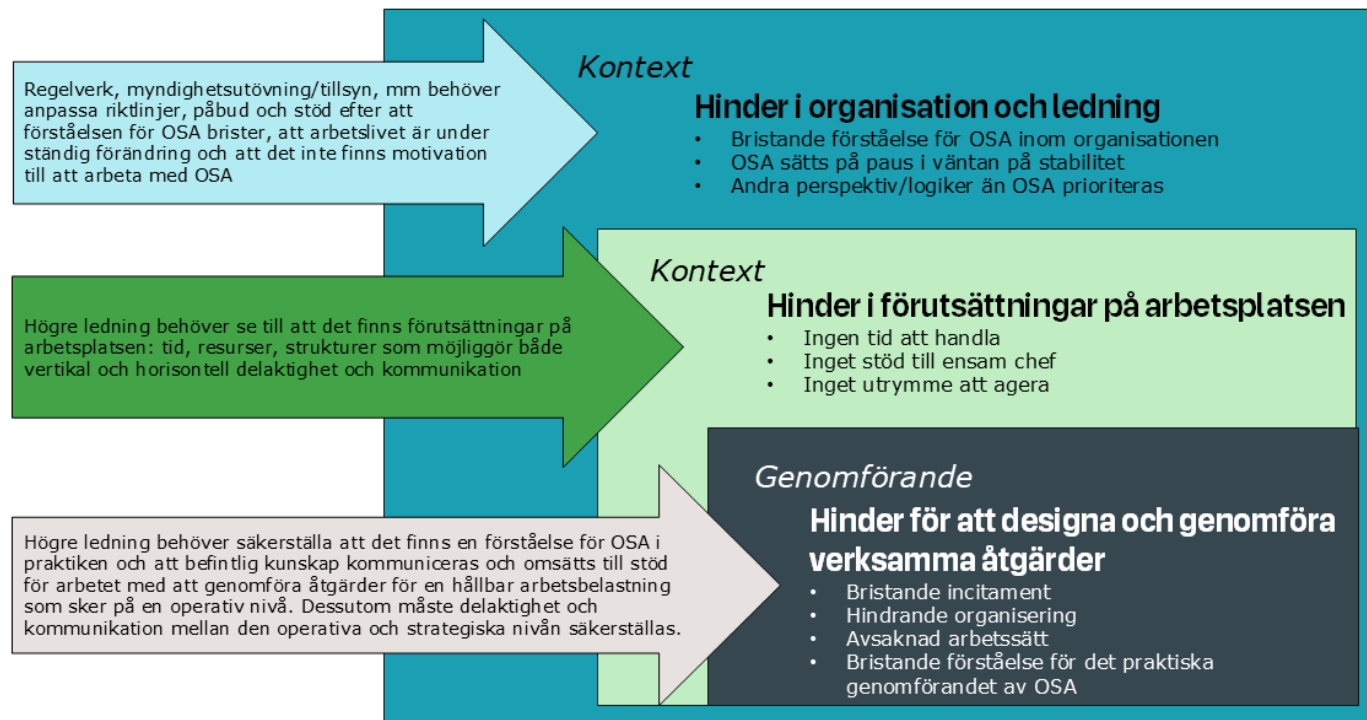 Regelverk, myndighetsutövning/tillsyn, mm behöver
anpassa riktlinjer, påbud och stöd efter att
förståelsen för OSA brister, att arbetslivet är under
ständig förändring och att det inte finns motivation
till att arbeta med OSA
Kontext
Hinder i organisation och ledning
• Bristande förståelse för OSA inom organisationen
• OSA sätts på paus i väntan på stabilitet
• Andra perspektiv/logiker än OSA prioriteras
Högre ledning behöver se till att det finns förutsättningar på
arbetsplatsen: tid, resurser, strukturer som möjliggör både
vertikal och horisontell delaktighet och kommunikation
Kontext
Hinder i förutsättningar på arbetsplatsen
• Ingen tid att handla
• Inget stöd till ensam chef
• Inget utrymme att agera
Högre ledning behöver säkerställa att det finns en förståelse för OSA i
praktiken och att befintlig kunskap kommuniceras och omsätts till stöd
för arbetet med att genomföra åtgärder för en hållbar arbetsbelastning
som sker på en operativ nivå. Dessutom måste delaktighet och
kommunikation mellan den operativa och strategiska nivån säkerställas.
Genomförande
Hinder för att designa och genomföra
verksamma åtgärder
• Bristande incitament
• Hindrande organisering
• Avsaknad arbetssätt
• Bristande förståelse för det praktiska
genomförandet av OSA